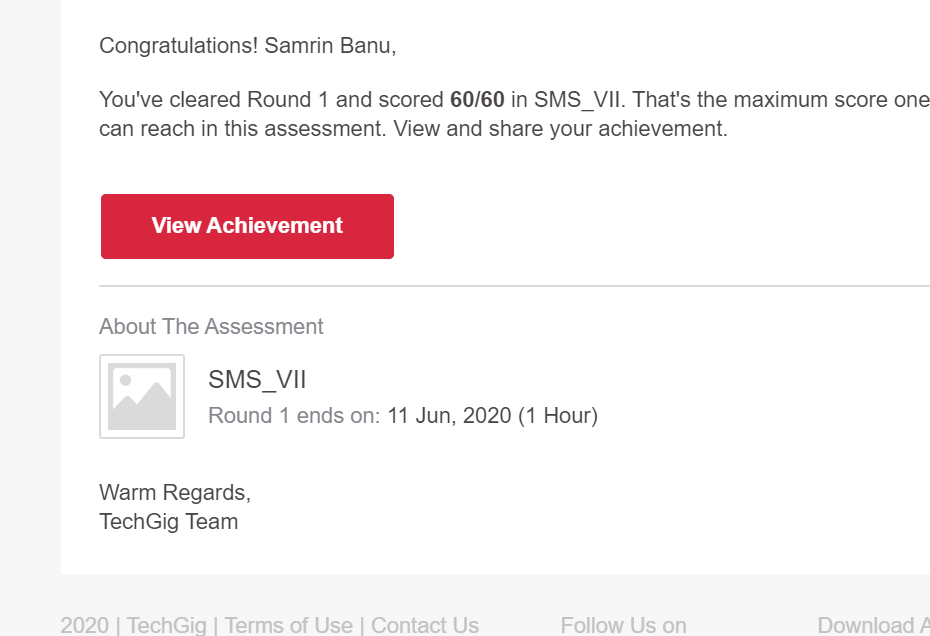 Congratulations! Samrin Banu,
You've cleared Round 1 and scored 60/60 in SMS_VII. That's the maximum score one
can reach in this assessment. View and share your achievement.
View Achievement
About The Assessment
SMS_VII
Round 1 ends on: 11 Jun, 2020 (1 Hour)
Warm Regards,
TechGig Team
2020 | TechGig | Terms of Use | Contact Us Follow Us on Download A